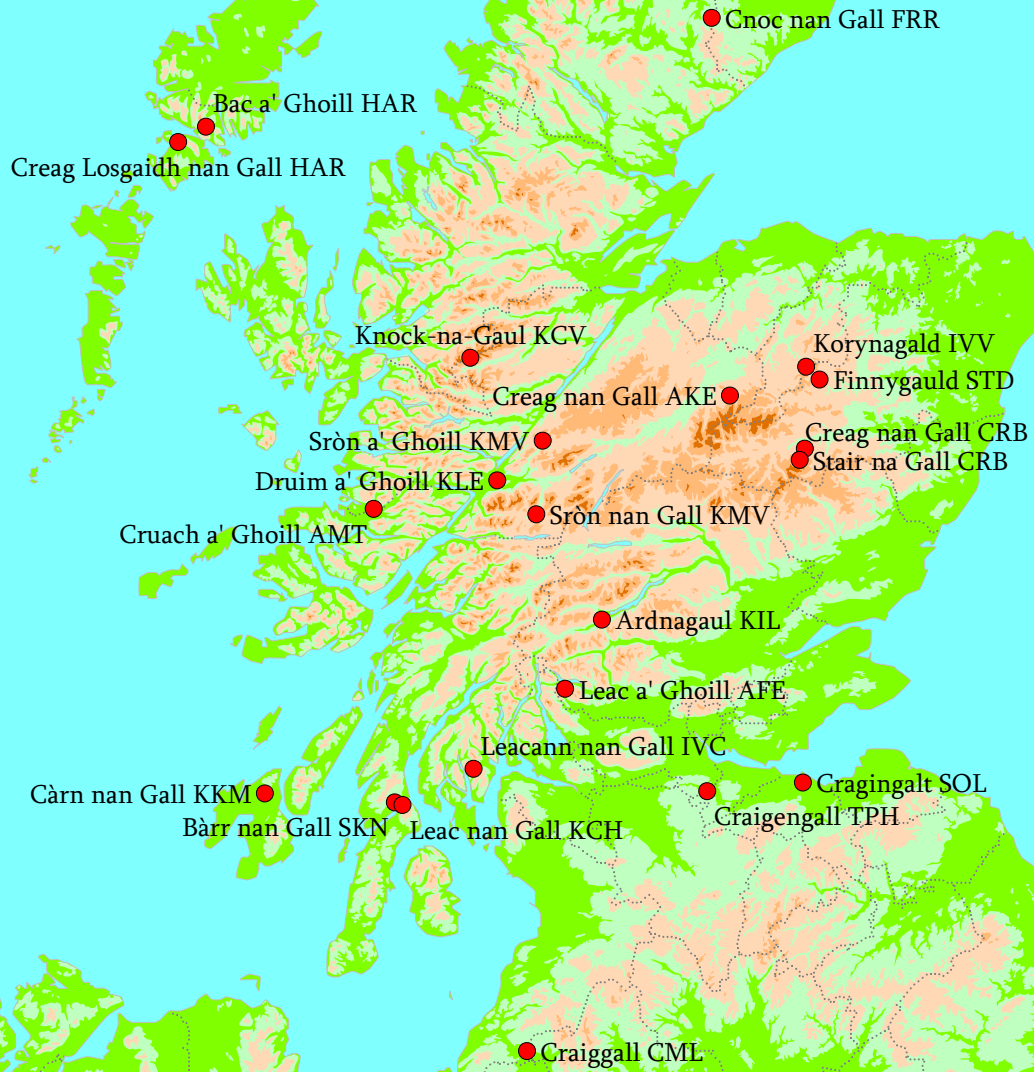 Cnoc nan Gall FRR
Bac a' Ghoill HAR
Creag Losgaidh nan Gall HAR
Knock-na-Gaul KCV
Korynagald IVV
Finnygauld STD
Creag nan Gall AKE
Creag nan Gall CRB
Sròn a' Ghoill KMV
Stair na Gall CRB
Druim a' Ghoill KLE
Sròn nan Gall KMV
Cruach a' Ghoill AMT
Ardnagaul KIL
Leac a' Ghoill AFE
Leacann nan Gall IVC
Cragingalt SOL
Càrn nan Gall KKM
Craigengall TPH
Bàrr nan Gall SKN
Leac nan Gall KCH
Craiggall CML